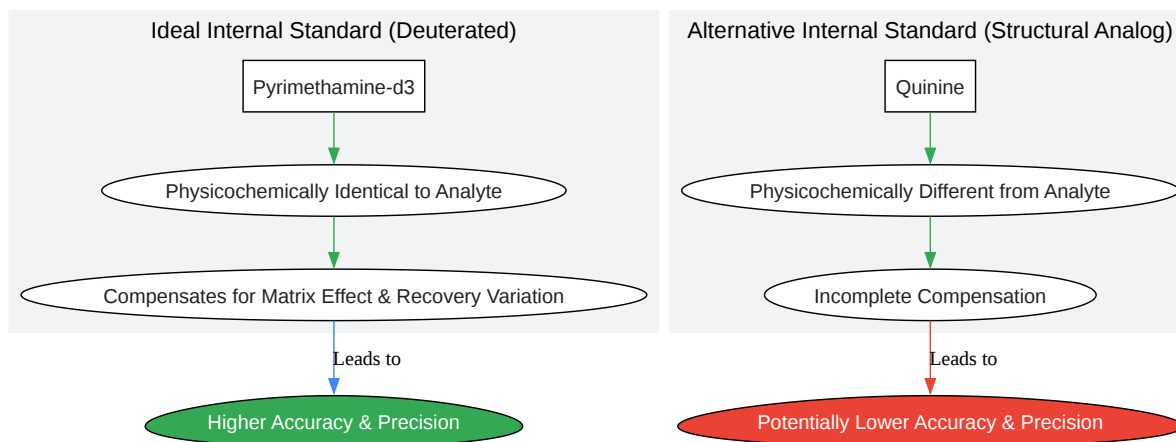 Ideal Internal Standard (Deuterated)
Pyrimethamine-d3
Physicochemically Identical to Analyte
Compensates for Matrix Effect & Recovery Variation
Leads to
Higher Accuracy & Precision
Alternative Internal Standard (Structural Analog)
Quinine
Physicochemically Different from Analyte
Incomplete Compensation
Leads to
Potentially Lower Accuracy & Precision